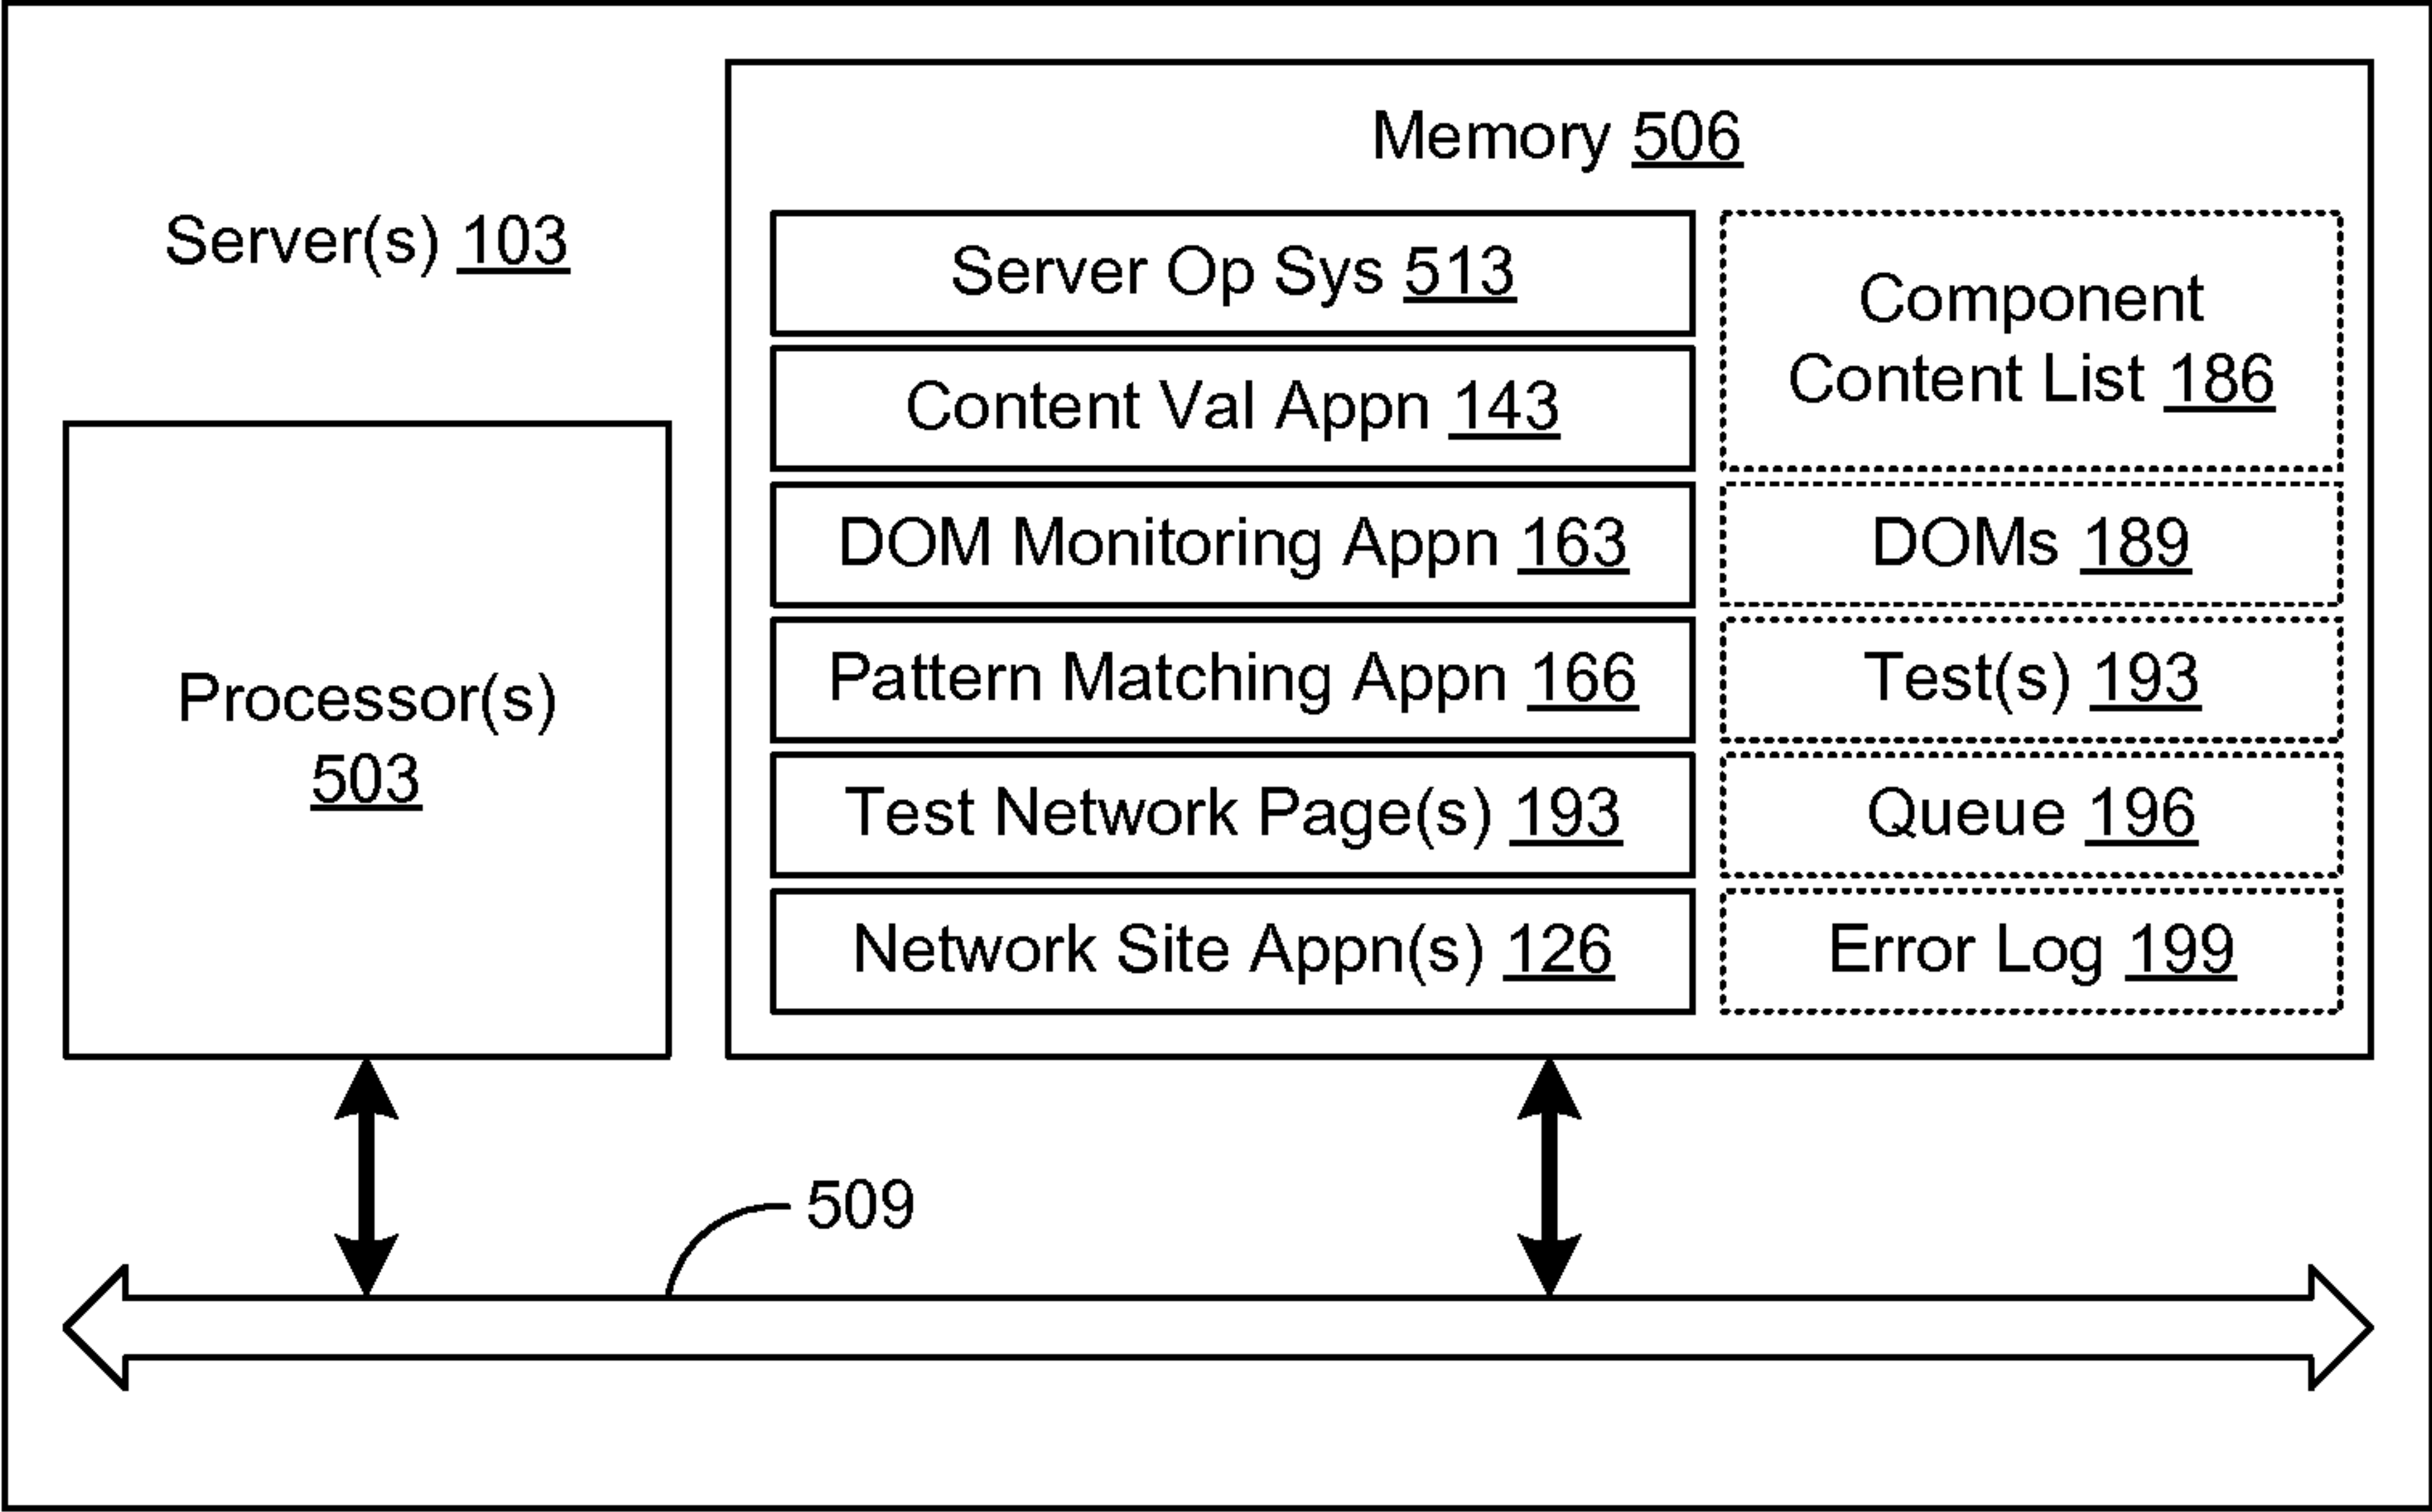 Server(s) 103
Processor(s)
503
Memory 506
Server Op Sys 513
Content Val Appn 143
DOM Monitoring Appn 163
Pattern Matching Appn 166
Test Network Page(s) 193
Network Site Appn(s) 126
Component
Content List 186
DOMs 189
Test(s) 193
Queue 196
Error Log 199
509